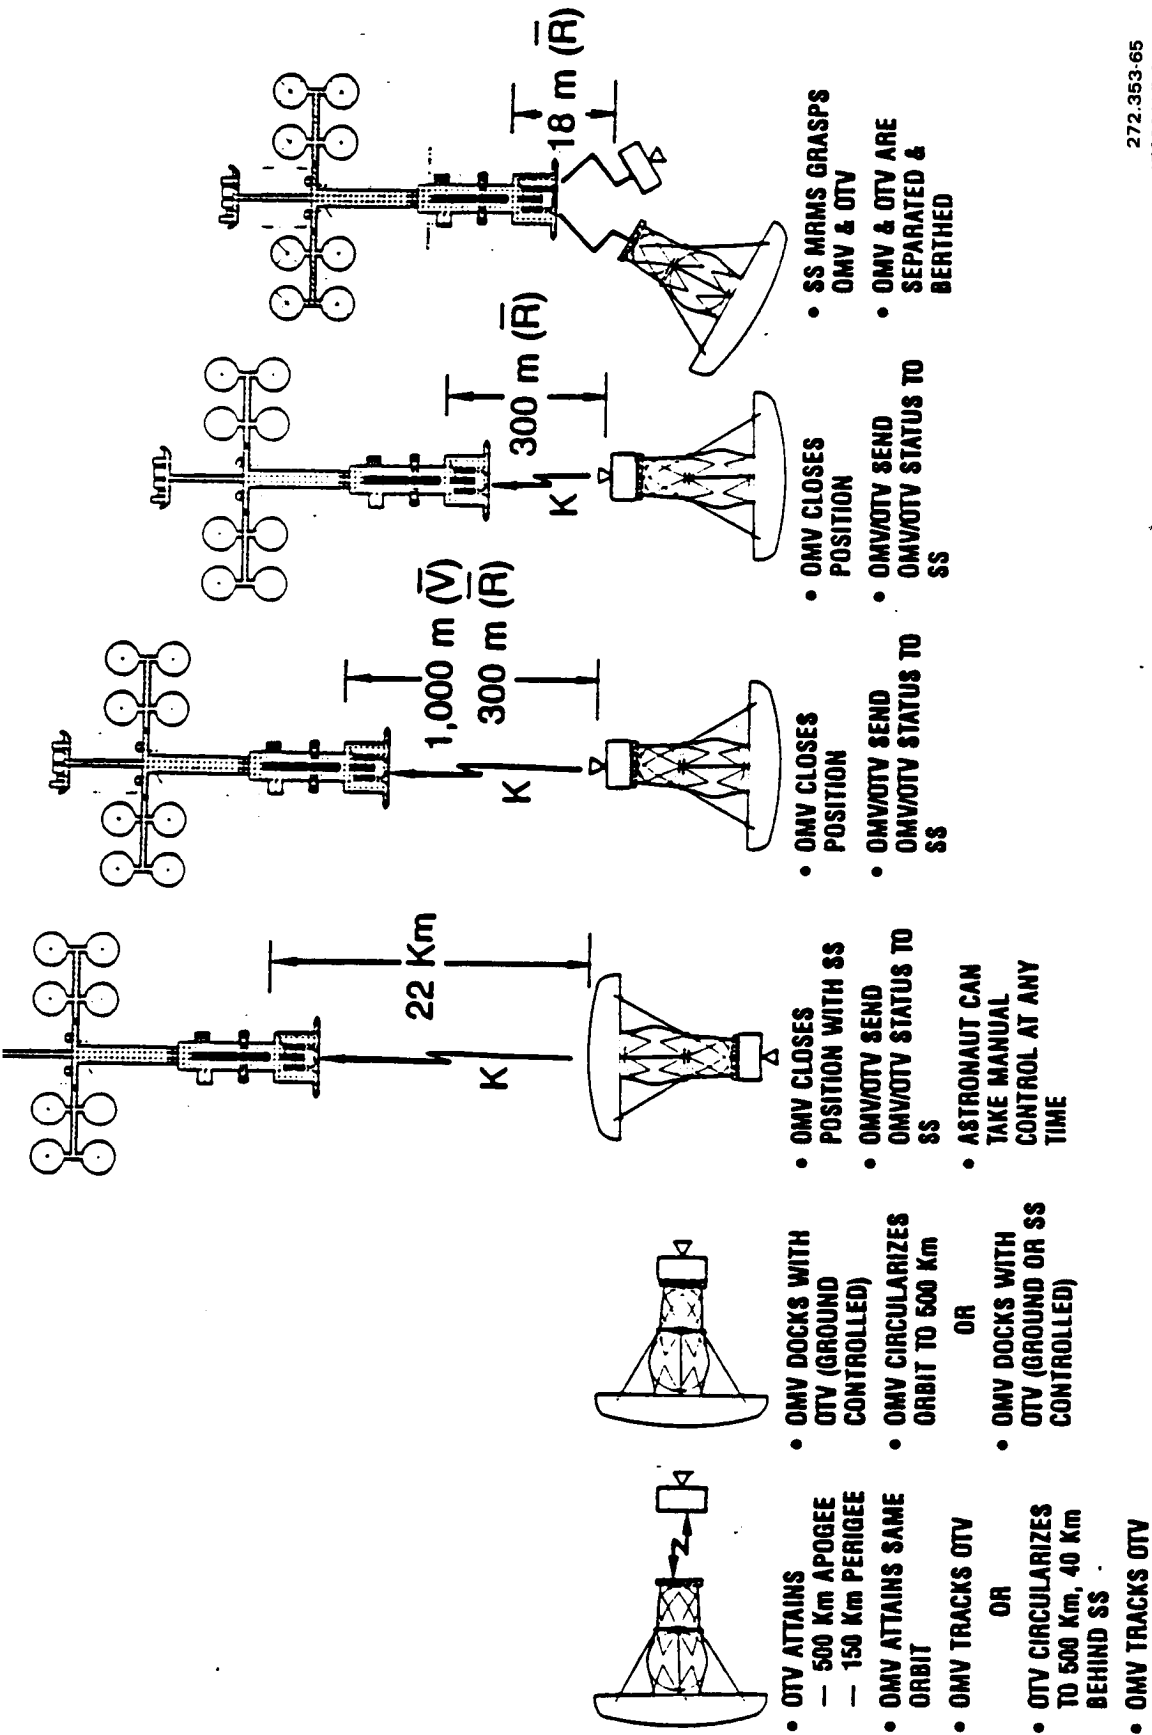 • OTV ATTAINS
— 500 Km APOGEE
— 150 Km PERIGEE
• OMV ATTAINS SAME
ORBIT
• OMV TRACKS OTV
OR
• OTV CIRCULARIZES
TO 500 Km, 40 Km
BEHIND SS
• OMV TRACKS OTV
• OMV DOCKS WITH
OTV (GROUND
CONTROLLED)
• OMV CIRCULARIZES
ORBIT TO 500 Km
OR
• OMV DOCKS WITH
OTV (GROUND OR SS
CONTROLLED)
K
22 Km
• OMV CLOSES
POSITION WITH SS
• OMV/OTV SEND
OMV/OTV STATUS TO
SS
• ASTRONAUT CAN
TAKE MANUAL
CONTROL AT ANY
TIME
K
1,000 m (V̅)
300 m (R̅)
• OMV CLOSES
POSITION
• OMV/OTV SEND
OMV/OTV STATUS TO
SS
K
300 m (R̅)
• OMV CLOSES
POSITION
• OMV/OTV SEND
OMV/OTV STATUS TO
SS
18 m (R̅)
• SS MRMS GRASPS
OMV & OTV
• OMV & OTV ARE
SEPARATED &
BERTHED
272.353-65